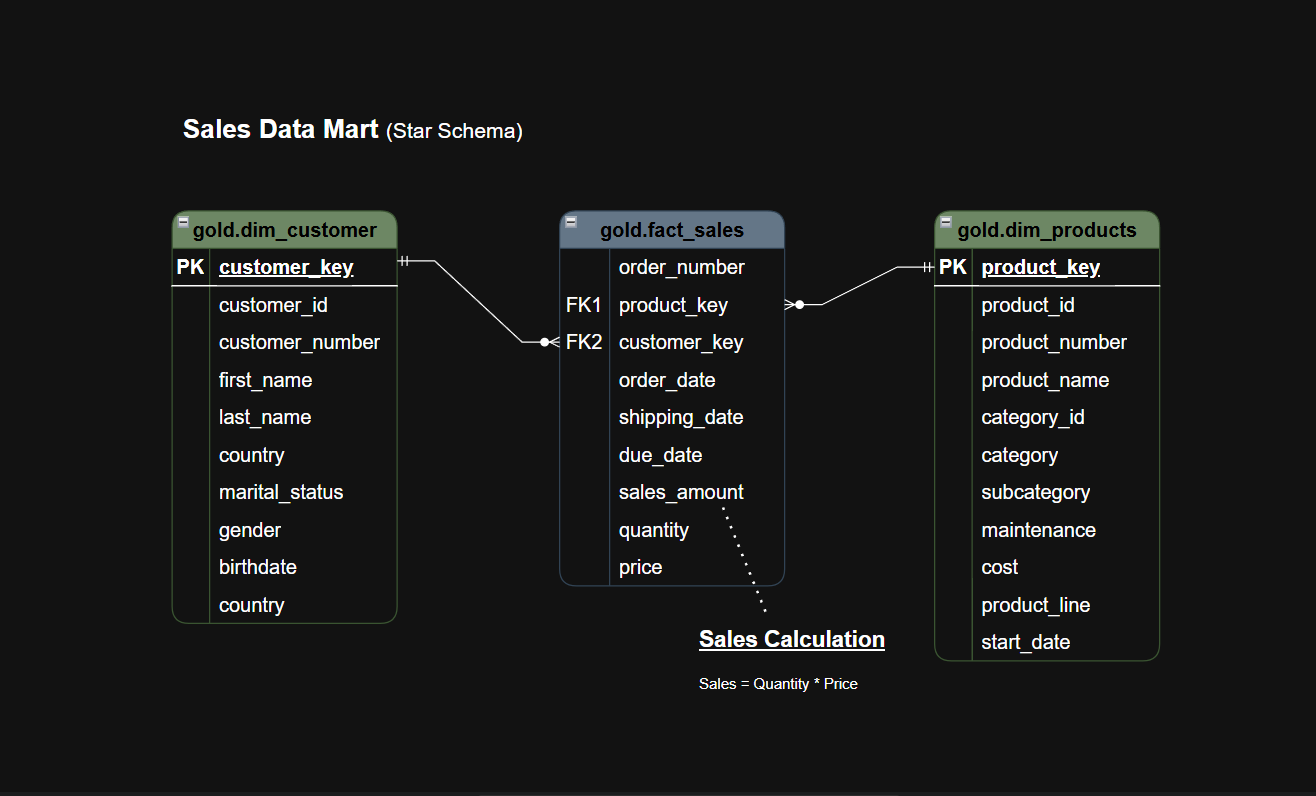 Sales Data Mart (Star Schema)
gold.dim_customer
PK customer_key
customer_id
customer_number
first_name
last_name
country
marital_status
gender
birthdate
country
gold.fact_sales
order_number
FK1 product_key
FK2 customer_key
order_date
shipping_date
due_date
sales_amount
quantity
price
Sales Calculation
Sales = Quantity * Price
gold.dim_products
PK product_key
product_id
product_number
product_name
category_id
category
subcategory
maintenance
cost
product_line
start_date